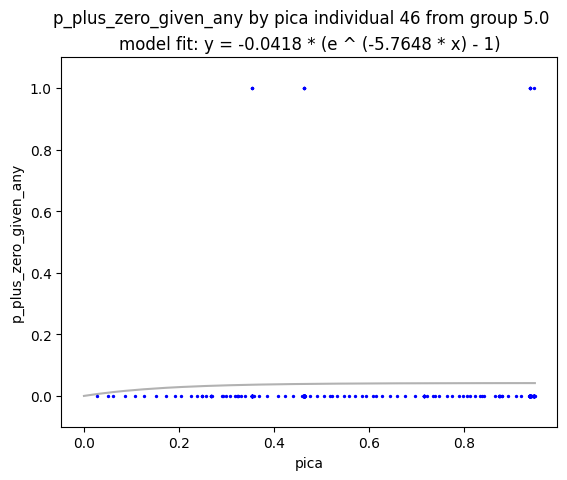 p_plus_zero_given_any by pica individual 46 from group 5.0
model fit: y = -0.0418 * (e ^ (-5.7648 * x) - 1)
1.0
0.8
0.6
0.4
0.2
0.0
p_plus_zero_given_any
0.0 0.2 0.4 0.6 0.8
pica